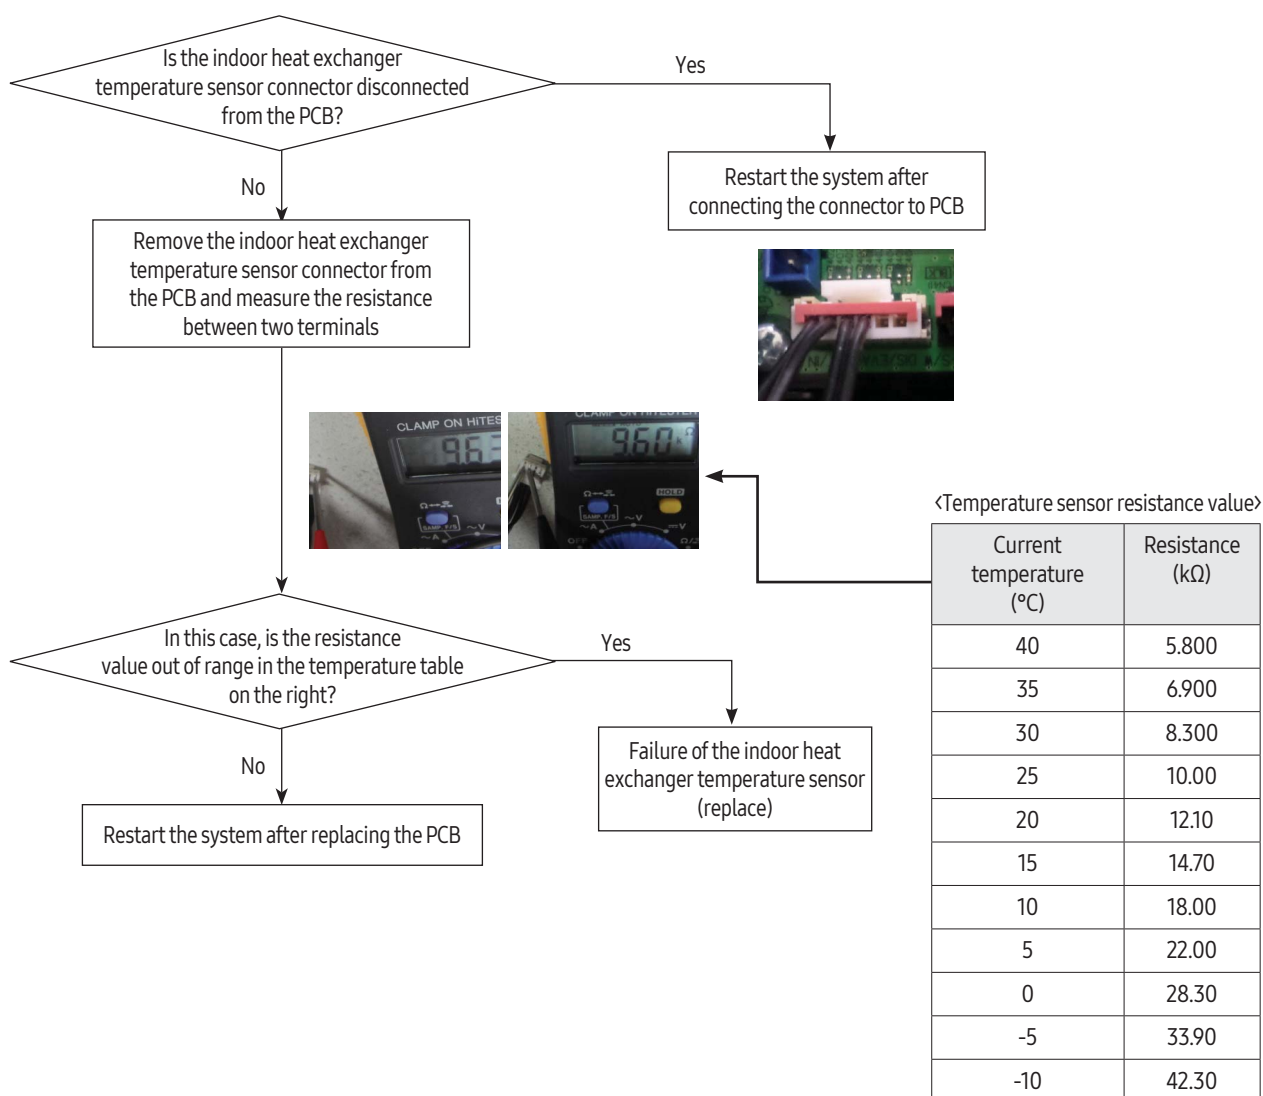 Is the indoor heat exchanger
temperature sensor connector disconnected
from the PCB?
Yes
Restart the system after
connecting the connector to PCB
No
Remove the indoor heat exchanger
temperature sensor connector from
the PCB and measure the resistance
between two terminals
CLAMP ON HITES
9.6
CLAMP ON HITESTER
9.60 kΩ
HOLD
<Temperature sensor resistance value>
Current temperature (°C) Resistance (kΩ)
40 5.800
35 6.900
30 8.300
25 10.00
20 12.10
15 14.70
10 18.00
5 22.00
0 28.30
-5 33.90
-10 42.30
In this case, is the resistance
value out of range in the temperature table
on the right?
Yes
Failure of the indoor heat
exchanger temperature sensor
(replace)
No
Restart the system after replacing the PCB